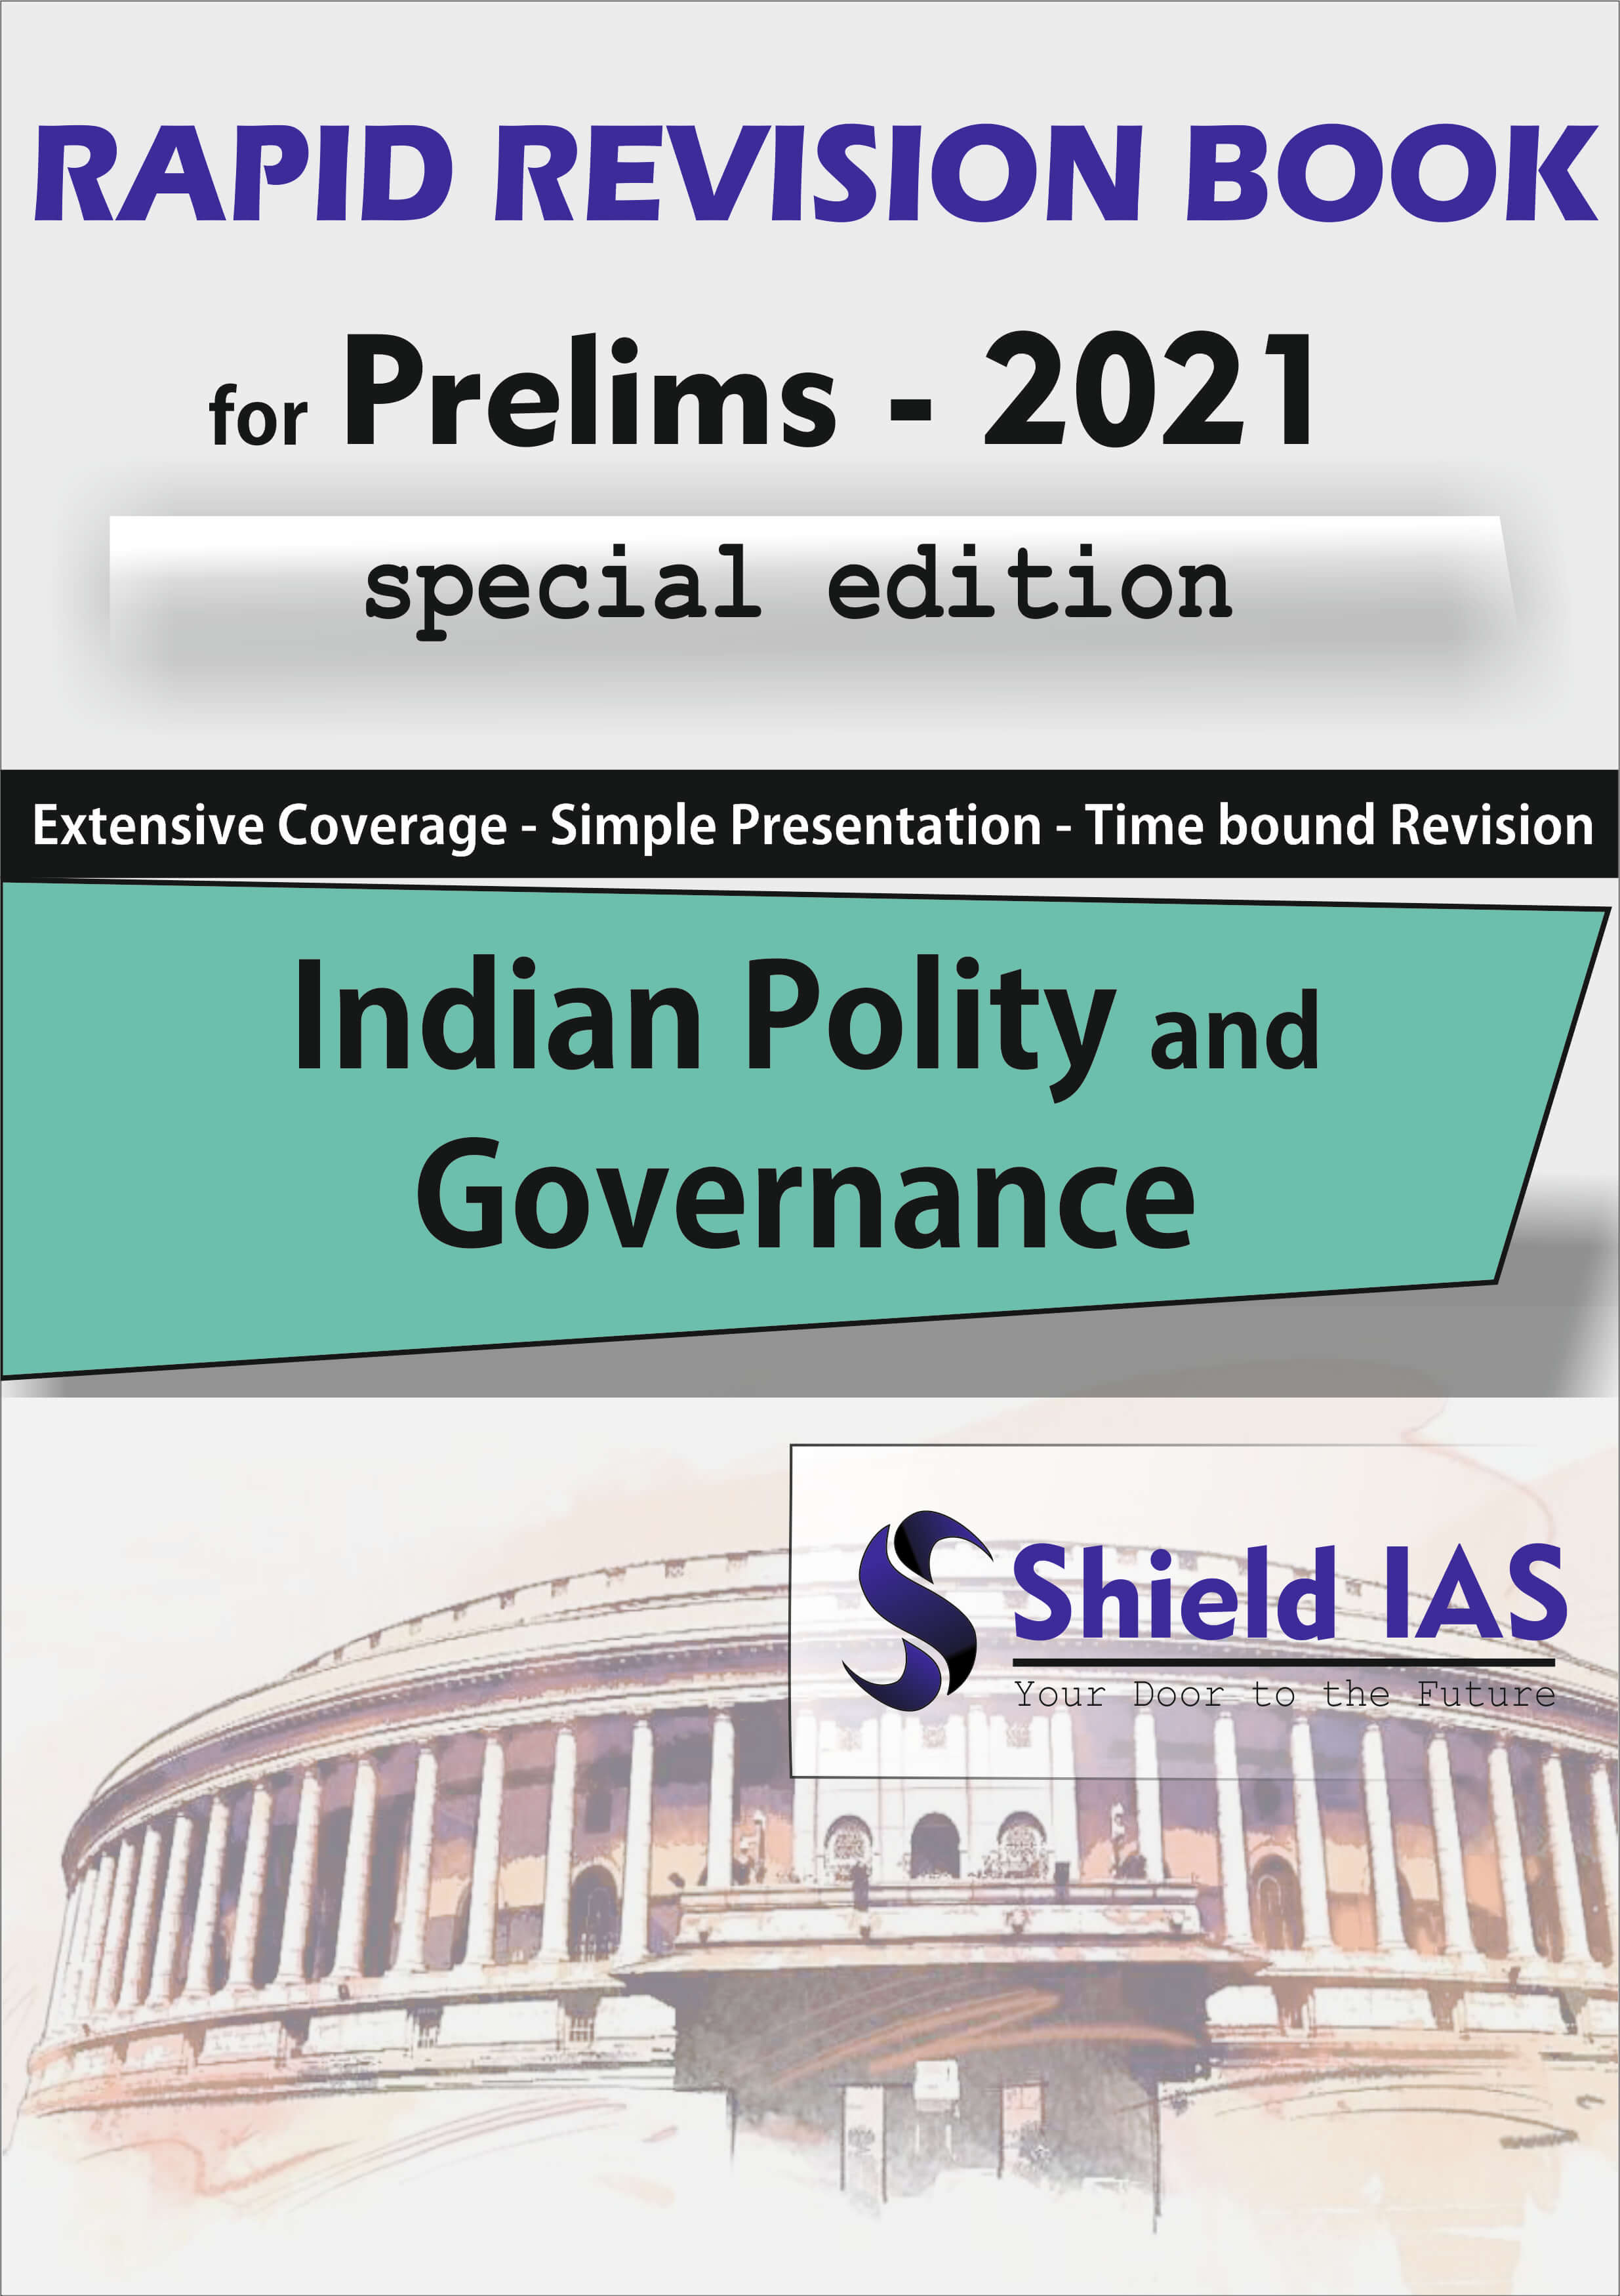 RAPID REVISION BOOK
for Prelims - 2021
special edition
Extensive Coverage - Simple Presentation - Time bound Revision
Indian Polity and
Governance
Shield IAS
Your Door to the Future